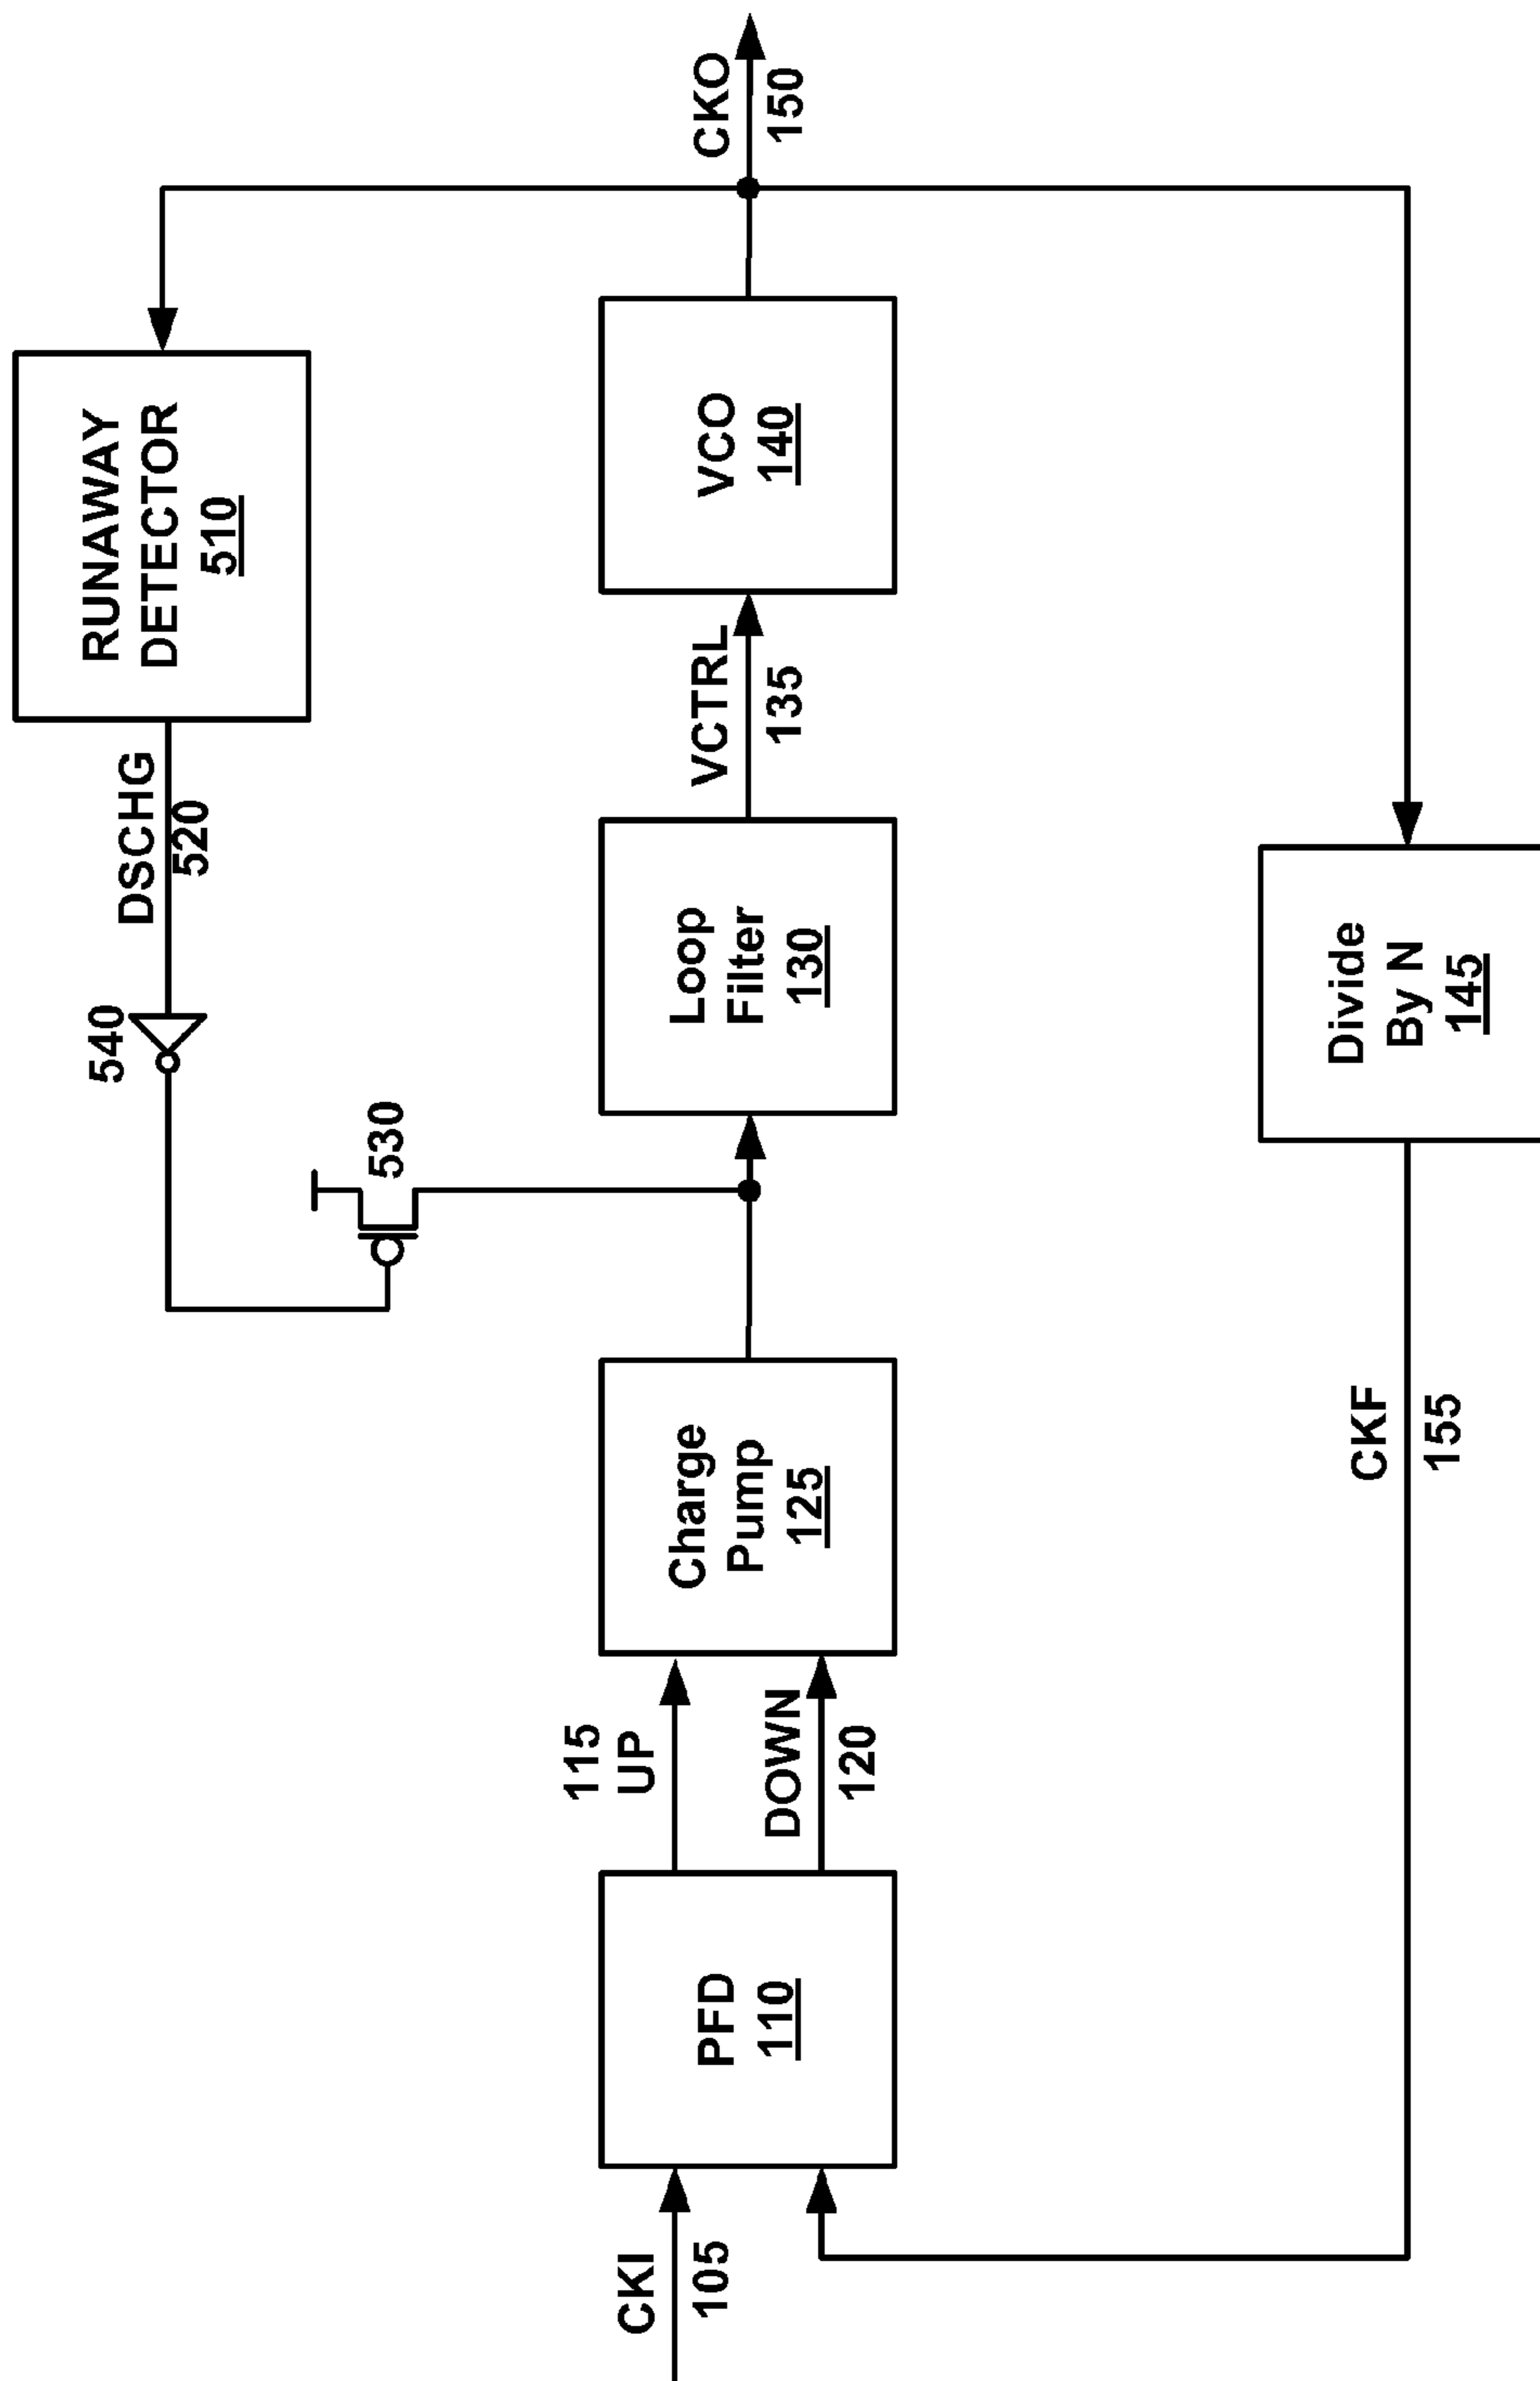 RUNAWAY
DETECTOR
510
DSCHG
520
540
530
CKI
105
PFD
110
115
UP
DOWN
120
Charge
Pump
125
Loop
Filter
130
VCTRL
135
VCO
140
CKO
150
CKF
155
Divide
By N
145